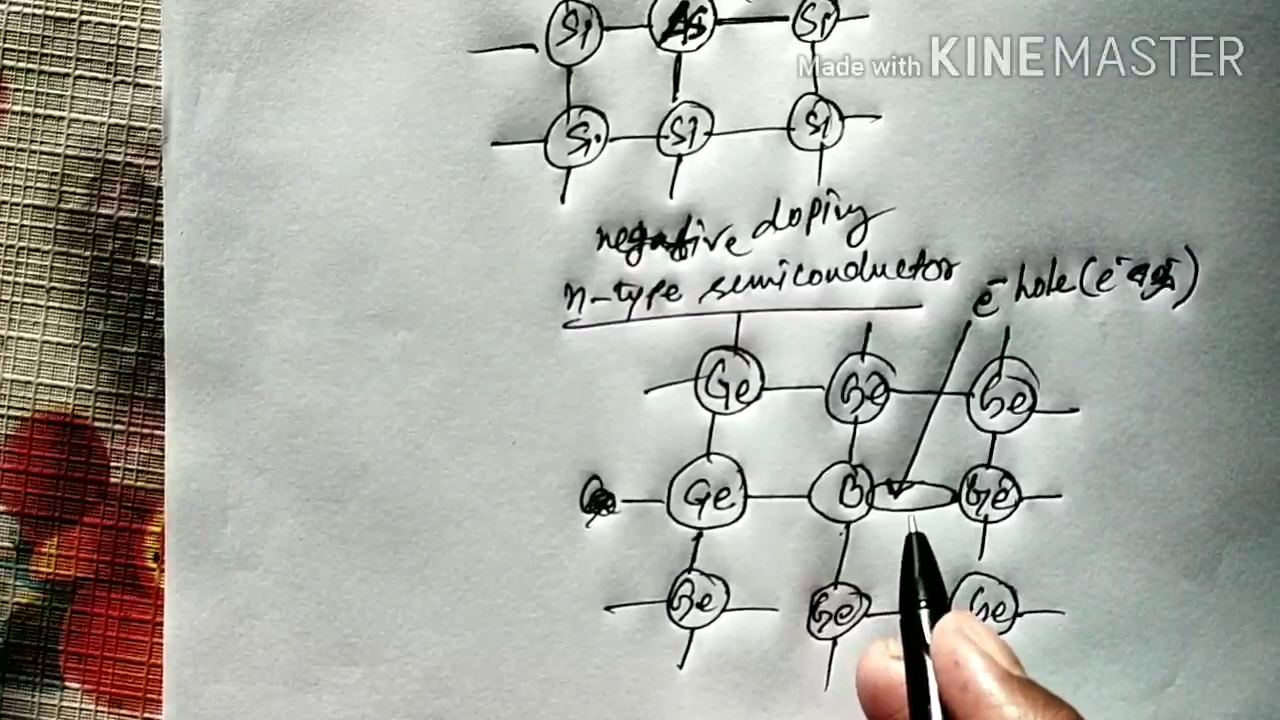 Si As Si
Made with KINEMASTER
Si Si Si
negative doping
n-type semiconductor
e⁻ hole (e⁻
Ge Ge Ge
Ge B Ge
Ge Ge Ge